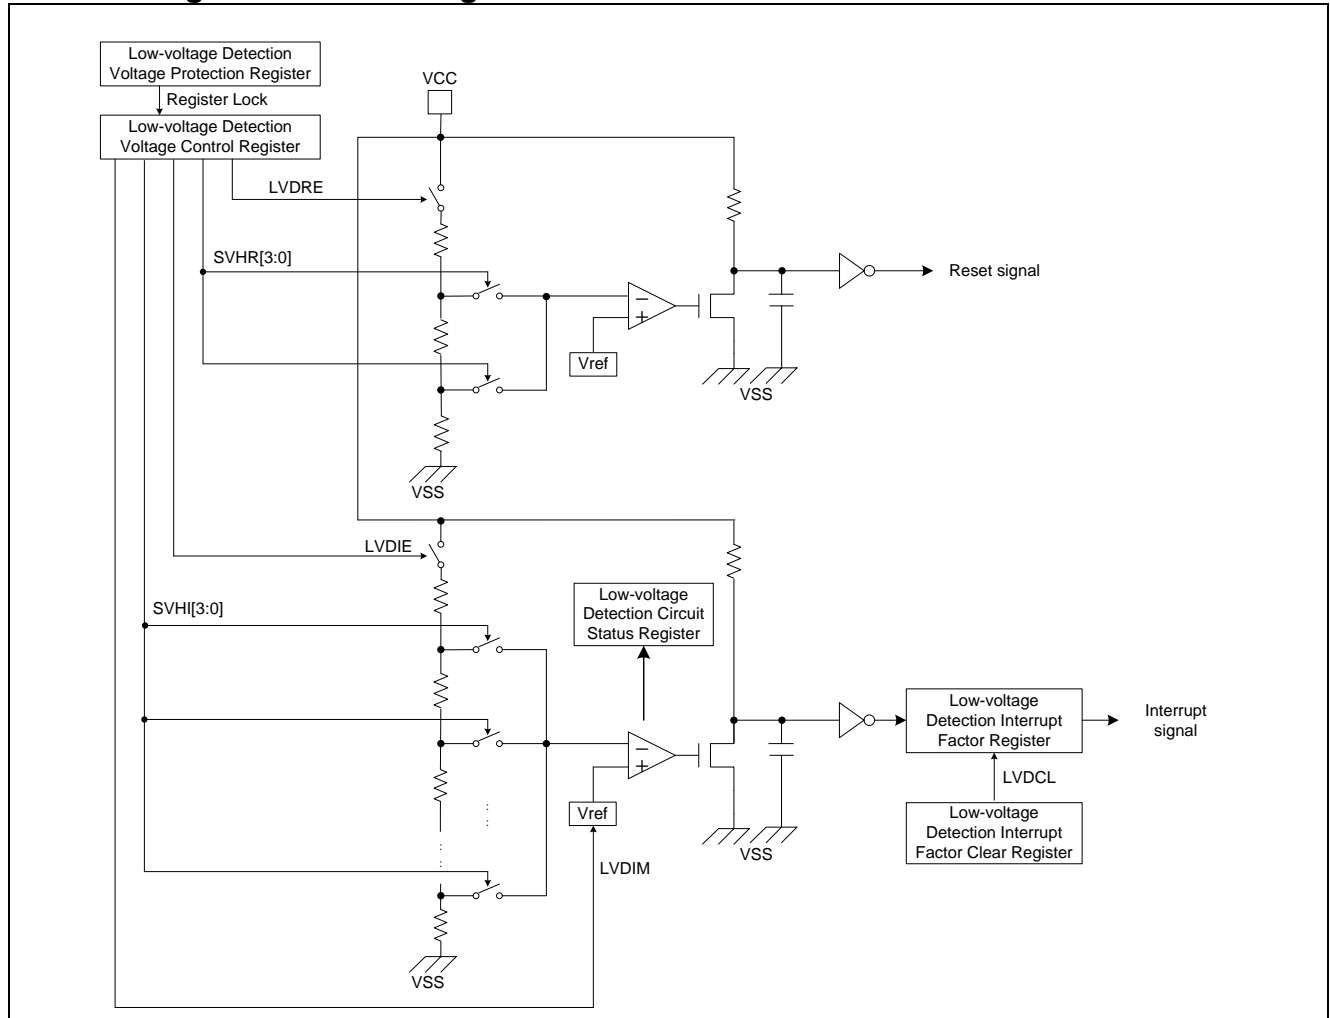 Low-voltage Detection
Voltage Protection Register
Register Lock
Low-voltage Detection
Voltage Control Register
VCC
LVDRE
SVHR[3:0]
Reset signal
Vref
VSS
VSS
LVDIE
SVHI[3:0]
Low-voltage
Detection Circuit
Status Register
Low-voltage
Detection Interrupt
Factor Register
Interrupt
signal
LVDCL
Vref
Low-voltage
Detection Interrupt
Factor Clear Register
VSS
LVDIM
VSS